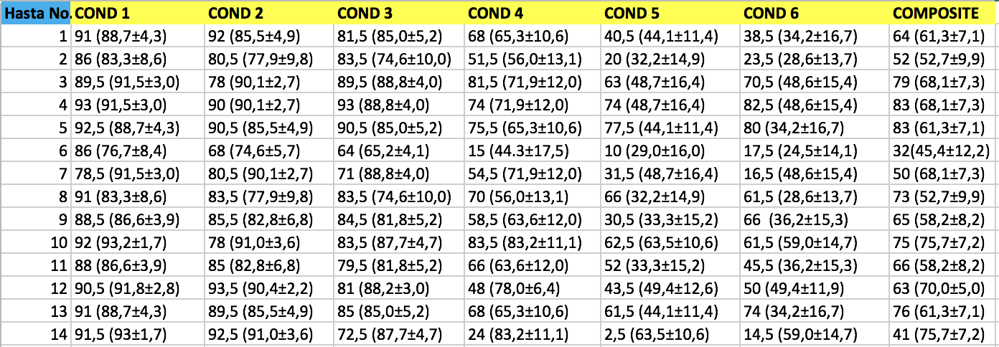 Hasta No. COND 1 COND 2 COND 3 COND 4 COND 5 COND 6 COMPOSITE
1 91 (88,7±4,3) 92 (85,5±4,9) 81,5 (85,0±5,2) 68 (65,3±10,6) 40,5 (44,1±11,4) 38,5 (34,2±16,7) 64 (61,3±7,1)
2 86 (83,3±8,6) 80,5 (77,9±9,8) 83,5 (74,6±10,0) 51,5 (56,0±13,1) 20 (32,2±14,9) 23,5 (28,6±13,7) 52 (52,7±9,9)
3 89,5 (91,5±3,0) 78 (90,1±2,7) 89,5 (88,8±4,0) 81,5 (71,9±12,0) 63 (48,7±16,4) 70,5 (48,6±15,4) 79 (68,1±7,3)
4 93 (91,5±3,0) 90 (90,1±2,7) 93 (88,8±4,0) 74 (71,9±12,0) 74 (48,7±16,4) 82,5 (48,6±15,4) 83 (68,1±7,3)
5 92,5 (88,7±4,3) 90,5 (85,5±4,9) 90,5 (85,0±5,2) 75,5 (65,3±10,6) 77,5 (44,1±11,4) 80 (34,2±16,7) 83 (61,3±7,1)
6 86 (76,7±8,4) 68 (74,6±5,7) 64 (65,2±4,1) 15 (44.3±17,5) 10 (29,0±16,0) 17,5 (24,5±14,1) 32(45,4±12,2)
7 78,5 (91,5±3,0) 80,5 (90,1±2,7) 71 (88,8±4,0) 54,5 (71,9±12,0) 31,5 (48,7±16,4) 16,5 (48,6±15,4) 50 (68,1±7,3)
8 91 (83,3±8,6) 83,5 (77,9±9,8) 83,5 (74,6±10,0) 70 (56,0±13,1) 66 (32,2±14,9) 61,5 (28,6±13,7) 73 (52,7±9,9)
9 88,5 (86,6±3,9) 85,5 (82,8±6,8) 84,5 (81,8±5,2) 58,5 (63,6±12,0) 30,5 (33,3±15,2) 66 (36,2±15,3) 65 (58,2±8,2)
10 92 (93,2±1,7) 78 (91,0±3,6) 83,5 (87,7±4,7) 83,5 (83,2±11,1) 62,5 (63,5±10,6) 61,5 (59,0±14,7) 75 (75,7±7,2)
11 88 (86,6±3,9) 85 (82,8±6,8) 79,5 (81,8±5,2) 66 (63,6±12,0) 52 (33,3±15,2) 45,5 (36,2±15,3) 66 (58,2±8,2)
12 90,5 (91,8±2,8) 93,5 (90,4±2,2) 81 (88,2±3,0) 48 (78,0±6,4) 43,5 (49,4±12,6) 50 (49,4±11,9) 63 (70,0±5,0)
13 91 (88,7±4,3) 89,5 (85,5±4,9) 85 (85,0±5,2) 68 (65,3±10,6) 61,5 (44,1±11,4) 74 (34,2±16,7) 76 (61,3±7,1)
14 91,5 (93±1,7) 92,5 (91,0±3,6) 72,5 (87,7±4,7) 24 (83,2±11,1) 2,5 (63,5±10,6) 14,5 (59,0±14,7) 41 (75,7±7,2)